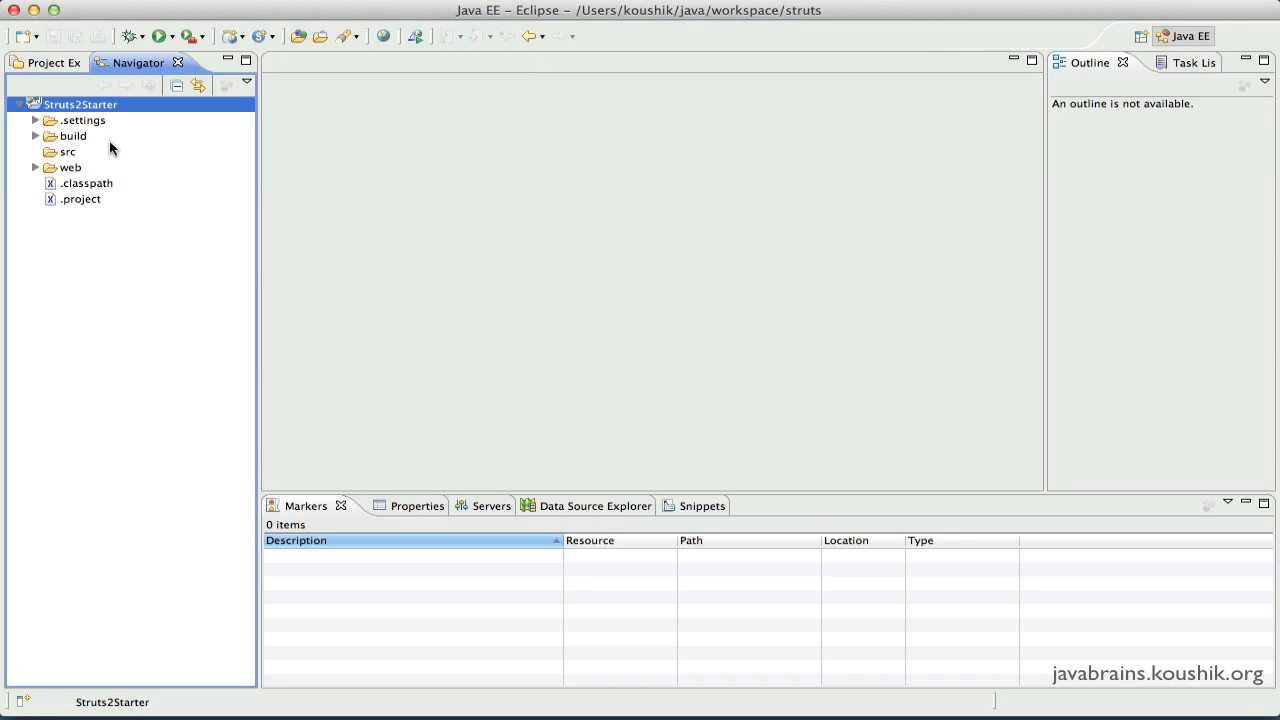 Java EE – Eclipse – /Users/koushik/java/workspace/struts
Java EE
Project Ex
Navigator
Outline
Task Lis
Struts2Starter
.settings
build
src
web
.classpath
.project
An outline is not available.
Markers
Properties
Servers
Data Source Explorer
Snippets
0 items
Description
Resource
Path
Location
Type
javabrains.koushik.org
Struts2Starter